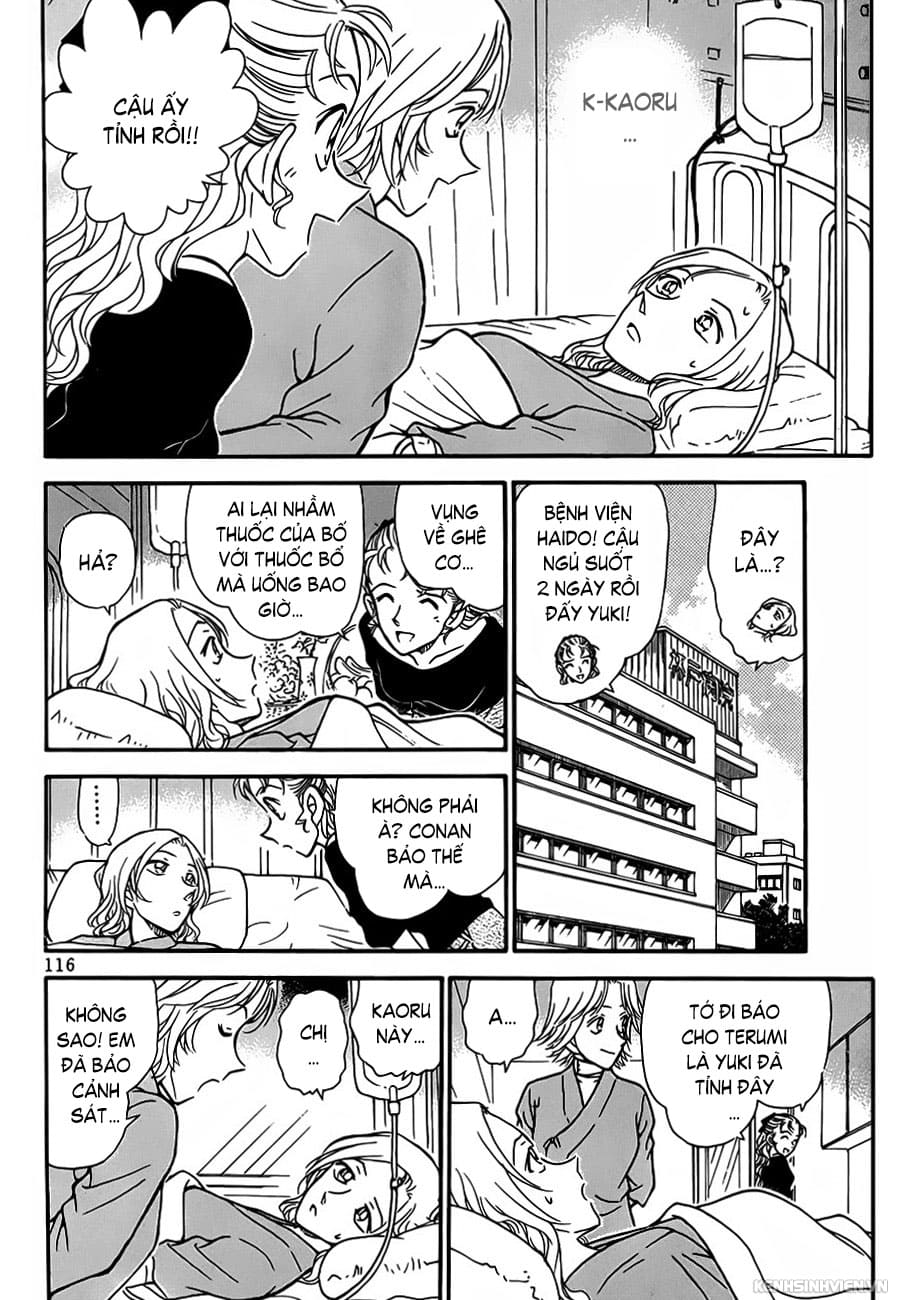 K-KAORU
...
CẬU ẤY
TỈNH RỒI!!
ĐÂY
LÀ...?
BỆNH VIỆN
HAIDO! CẬU
NGỦ SUỐT
2 NGÀY RỒI
ĐẤY YUKI!
VỤNG
VỀ GHÊ
CƠ...
AI LẠI NHẦM
THUỐC CỦA BỐ
VỚI THUỐC BỔ
MÀ UỐNG BAO
GIỜ...
HẢ?
KHÔNG PHẢI
À? CONAN
BẢO THẾ
MÀ...
......
116
TỚ ĐI BÁO
CHO TERUMI
LÀ YUKI ĐÃ
TỈNH ĐÂY
...
A...
KAORU
NÀY...
CHỊ
...
KHÔNG
SAO! EM
ĐÃ BẢO
CẢNH
SÁT...
KENHSINHVIEN.VN